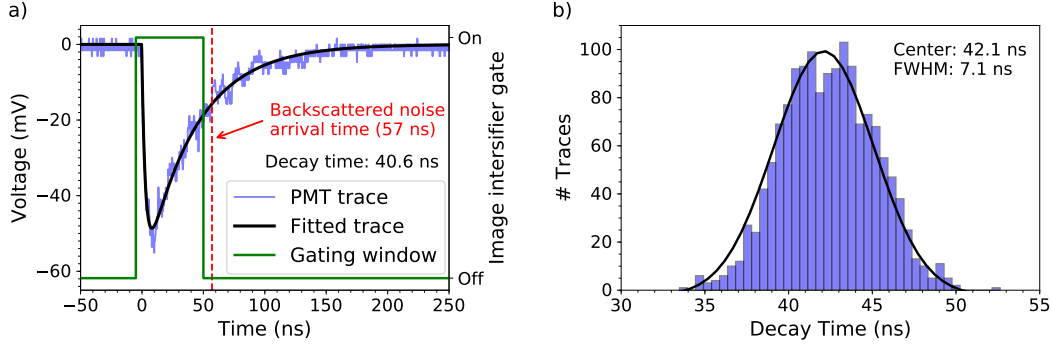 a)
0
−20
−40
−60
Voltage (mV)
−50
0
50
100
150
200
250
Time (ns)
On
Off
Image intensifier gate
Backscattered noise
arrival time (57 ns)
Decay time: 40.6 ns
PMT trace
Fitted trace
Gating window
b)
100
80
60
40
20
0
# Traces
30
35
40
45
50
55
Decay Time (ns)
Center: 42.1 ns
FWHM: 7.1 ns